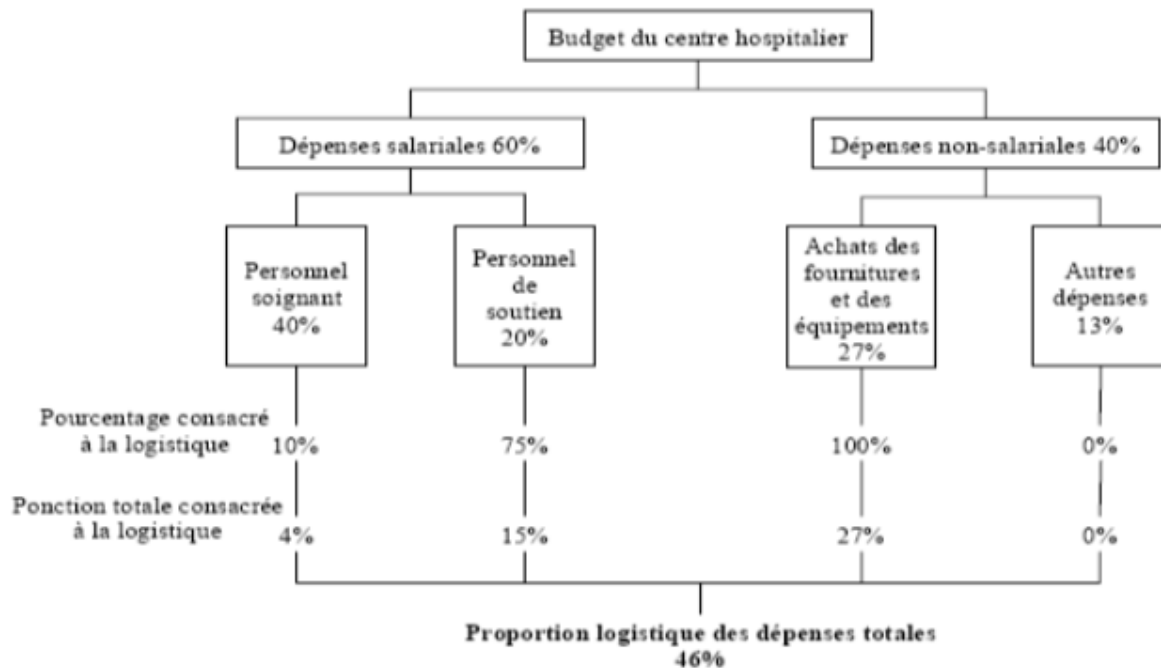 Budget du centre hospitalier
Dépenses salariales 60%
Dépenses non-salariales 40%
Personnel
soignant
40%
Personnel
de
soutien
20%
Achats des
fournitures
et des
équipements
27%
Autres
dépenses
13%
Pourcentage consacré
à la logistique
10%
75%
100%
0%
Ponction totale consacrée
à la logistique
4%
15%
27%
0%
Proportion logistique des dépenses totales
46%